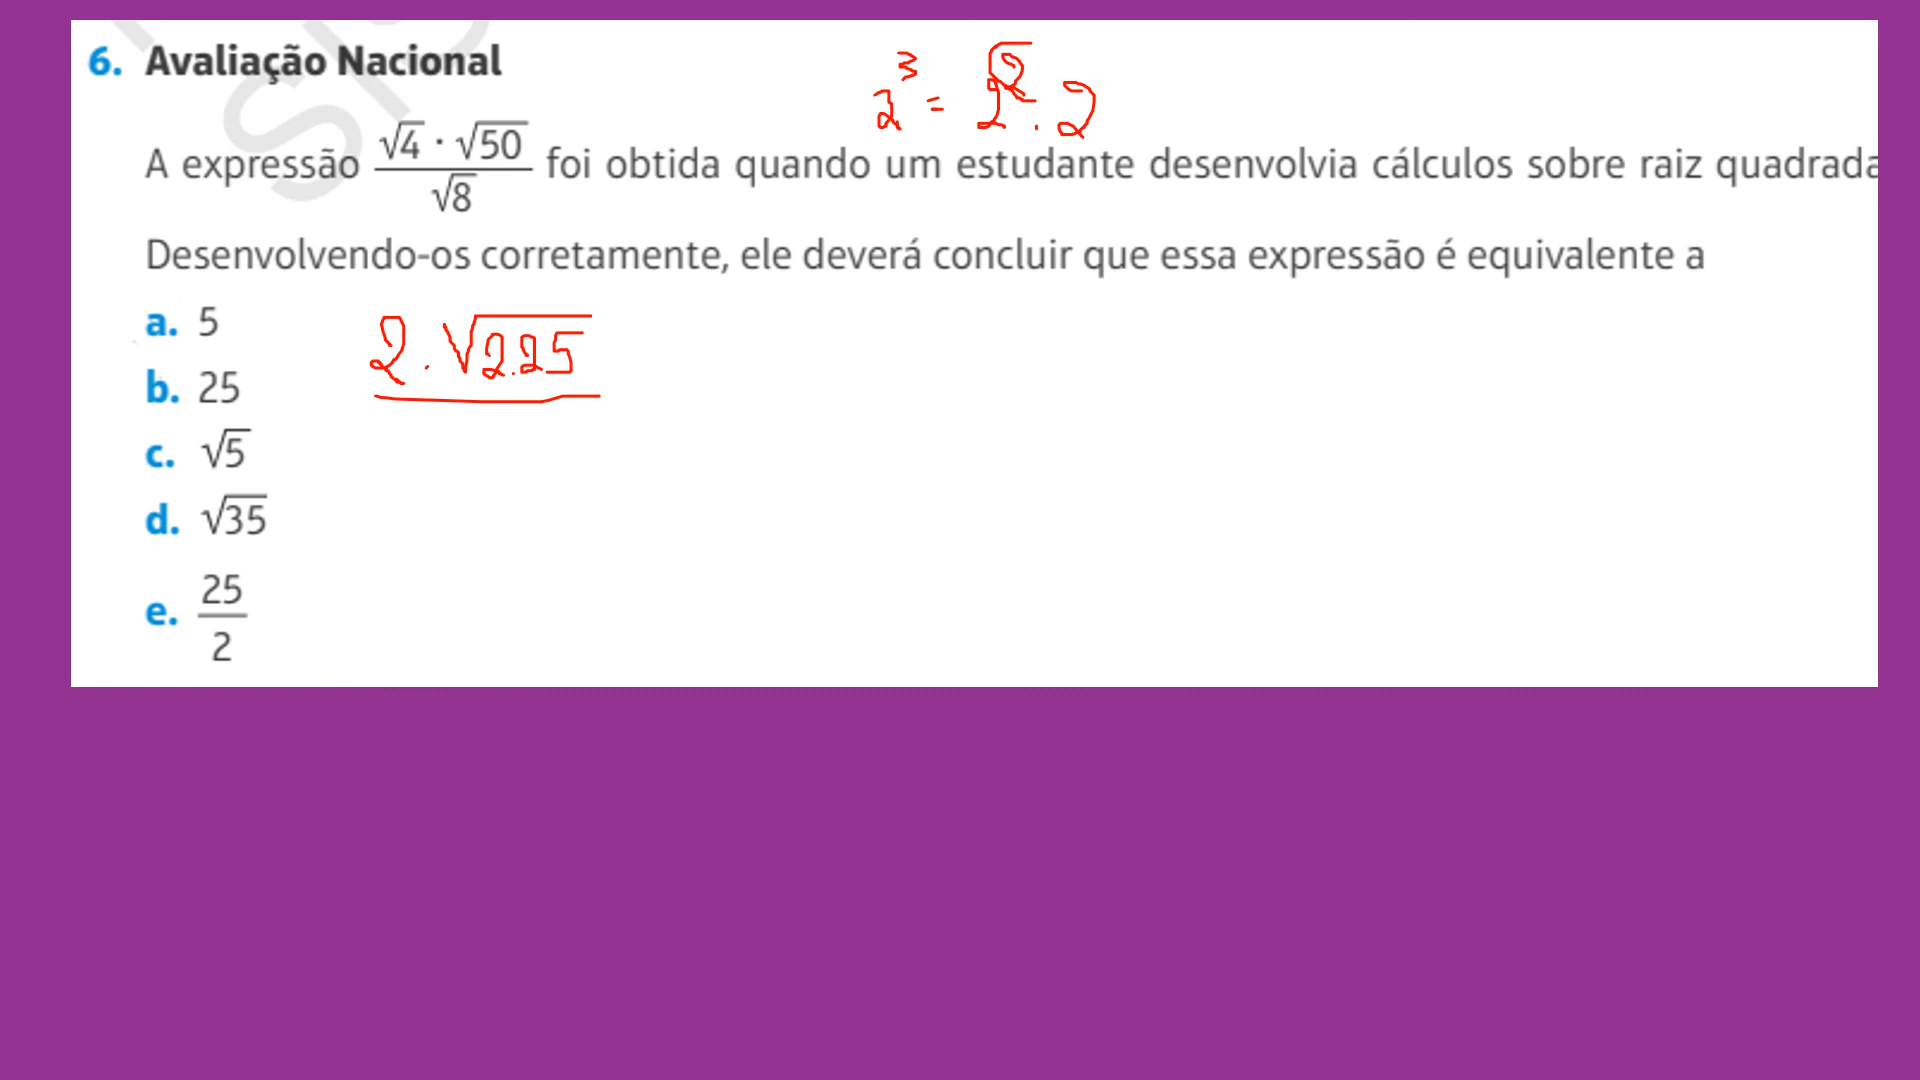 6. Avaliação Nacional
2³ = 2² . 2
A expressão √4 · √50 / √8 foi obtida quando um estudante desenvolvia cálculos sobre raiz quadrada
Desenvolvendo-os corretamente, ele deverá concluir que essa expressão é equivalente a
a. 5
2 . √2.25
b. 25
c. √5
d. √35
e. 25/2